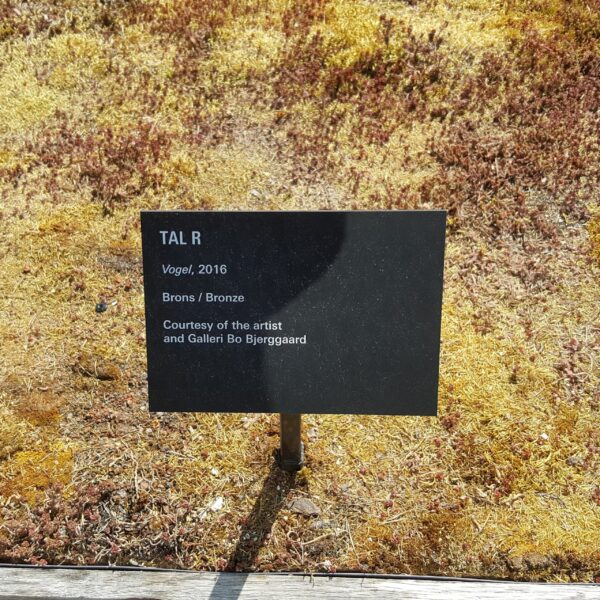 TAL R
Vogel, 2016
Brons / Bronze
Courtesy of the artist
and Galleri Bo Bjerggaard